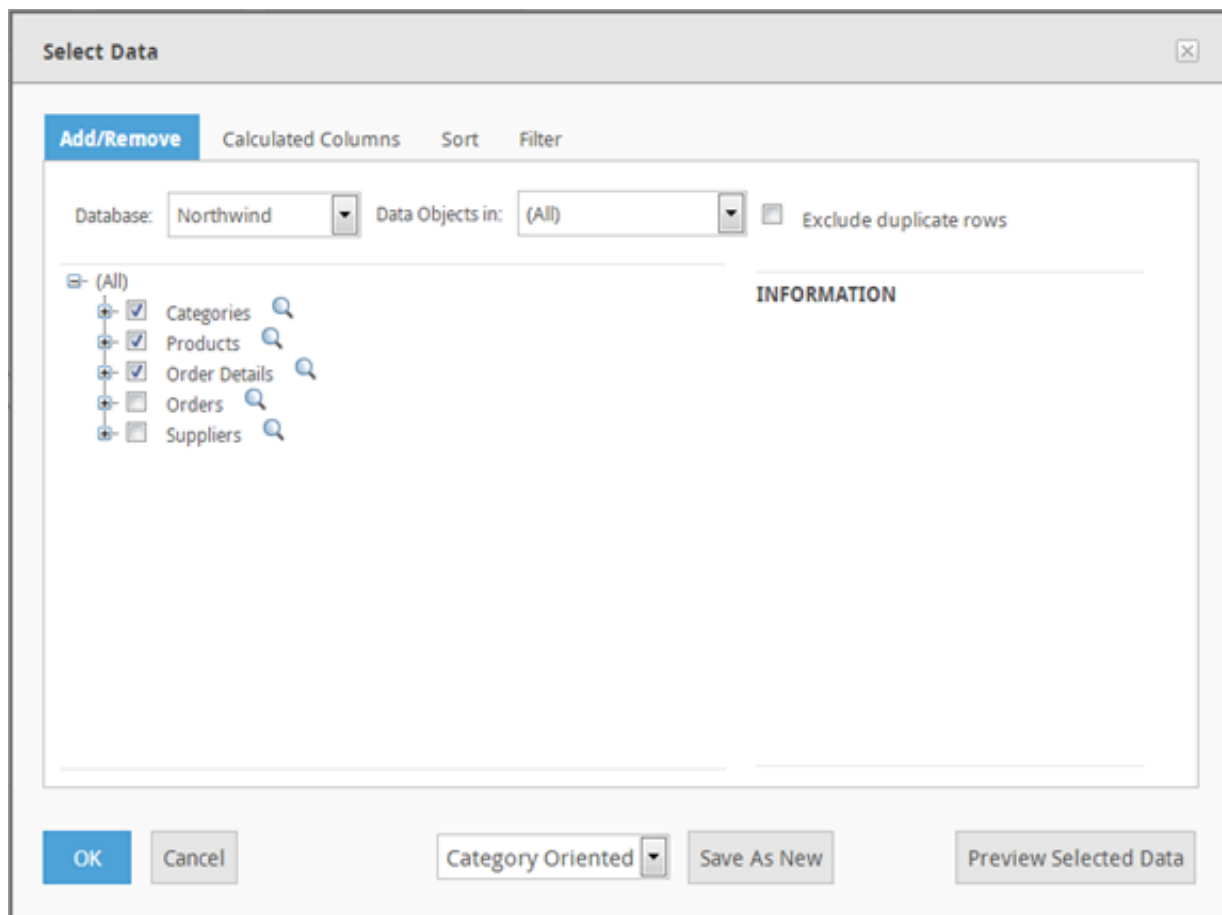 Select Data
Add/Remove Calculated Columns Sort Filter
Database: Northwind Data Objects in: (All) Exclude duplicate rows
(All)
INFORMATION
Categories
Products
Order Details
Orders
Suppliers
OK Cancel Category Oriented Save As New Preview Selected Data